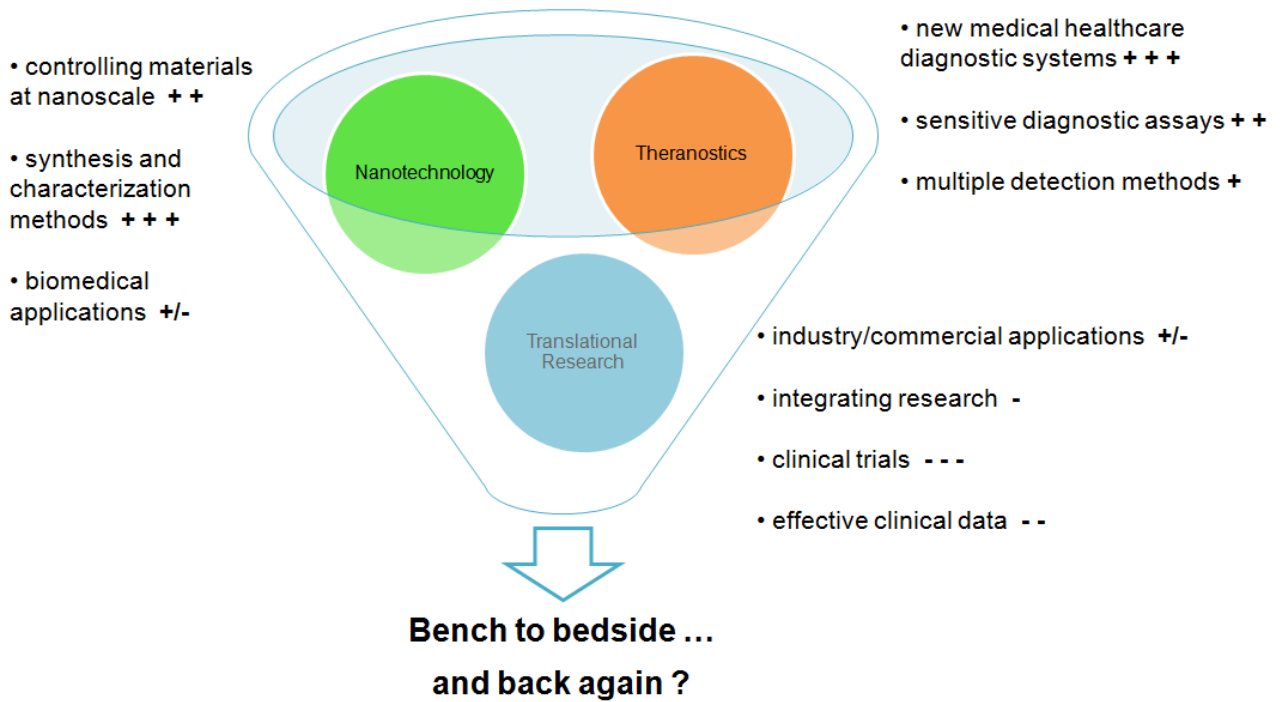 • controlling materials
at nanoscale + +
• synthesis and
characterization
methods + + +
• biomedical
applications +/-
Nanotechnology
Theranostics
• new medical healthcare
diagnostic systems + + +
• sensitive diagnostic assays + +
• multiple detection methods +
Translational
Research
• industry/commercial applications +/-
• integrating research -
• clinical trials - - -
• effective clinical data - -
Bench to bedside …
and back again ?